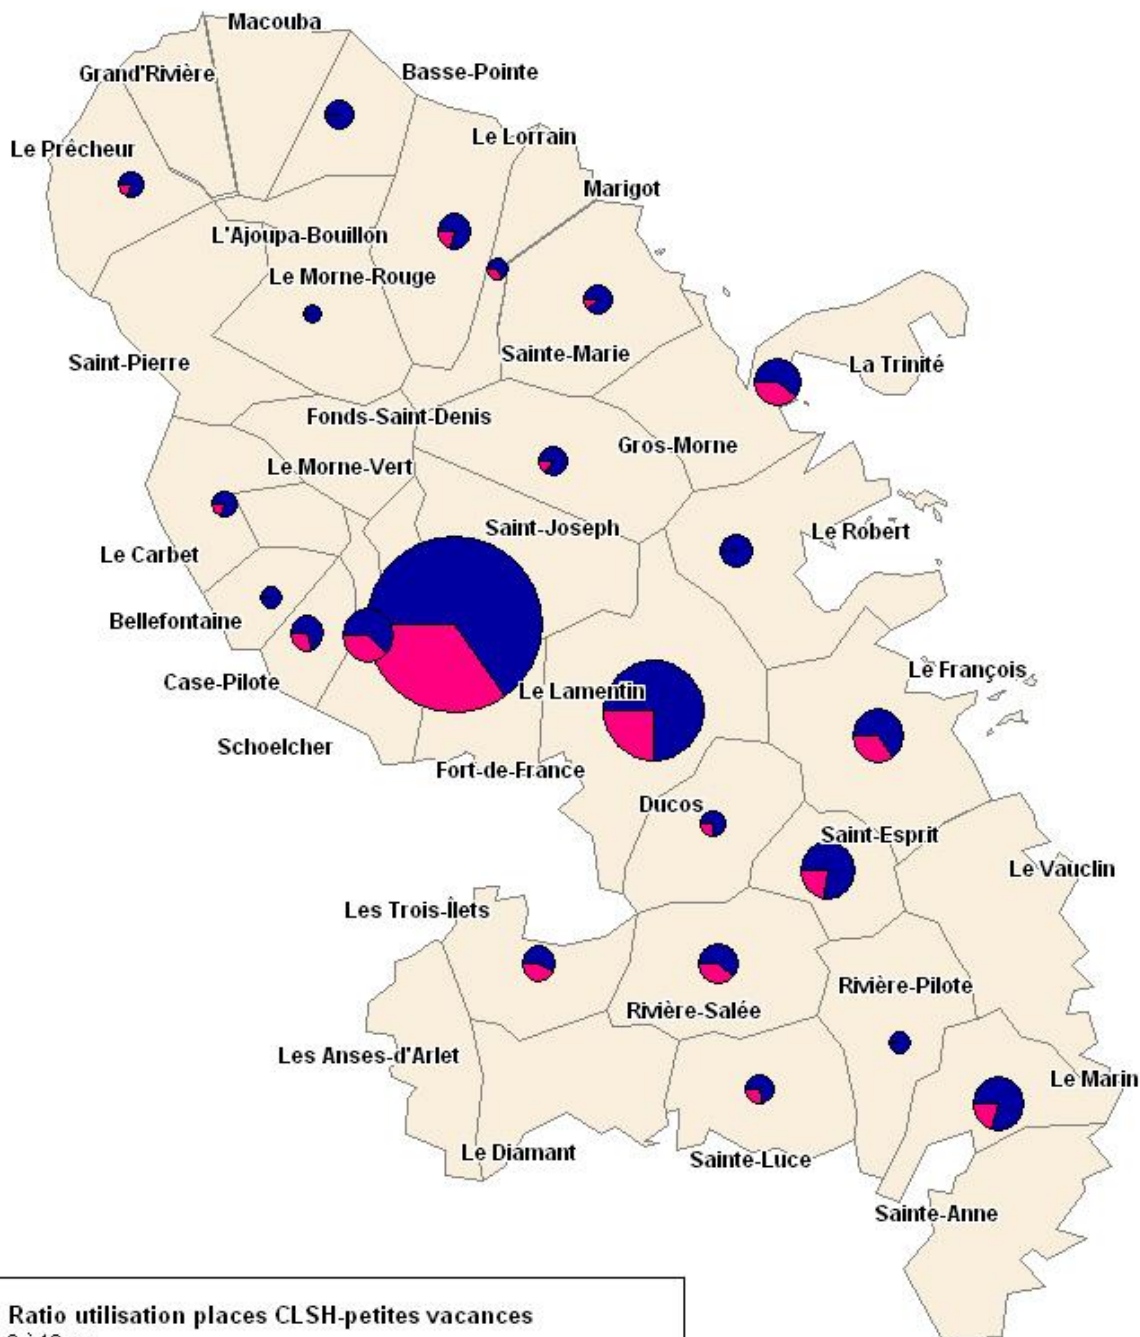 Macouba
Grand'Rivière
Basse-Pointe
Le Prêcheur
Le Lorrain
Marigot
L'Ajoupa-Bouillon
Le Morne-Rouge
Sainte-Marie
Saint-Pierre
La Trinité
Fonds-Saint-Denis
Gros-Morne
Le Morne-Vert
Saint-Joseph
Le Robert
Le Carbet
Bellefontaine
Le François
Case-Pilote
Le Lamentin
Schoelcher
Fort-de-France
Ducos
Saint-Esprit
Le Vauclin
Les Trois-Îlets
Rivière-Pilote
Rivière-Salée
Les Anses-d'Arlet
Le Marin
Le Diamant
Sainte-Luce
Sainte-Anne
Ratio utilisation places CLSH-petites vacances